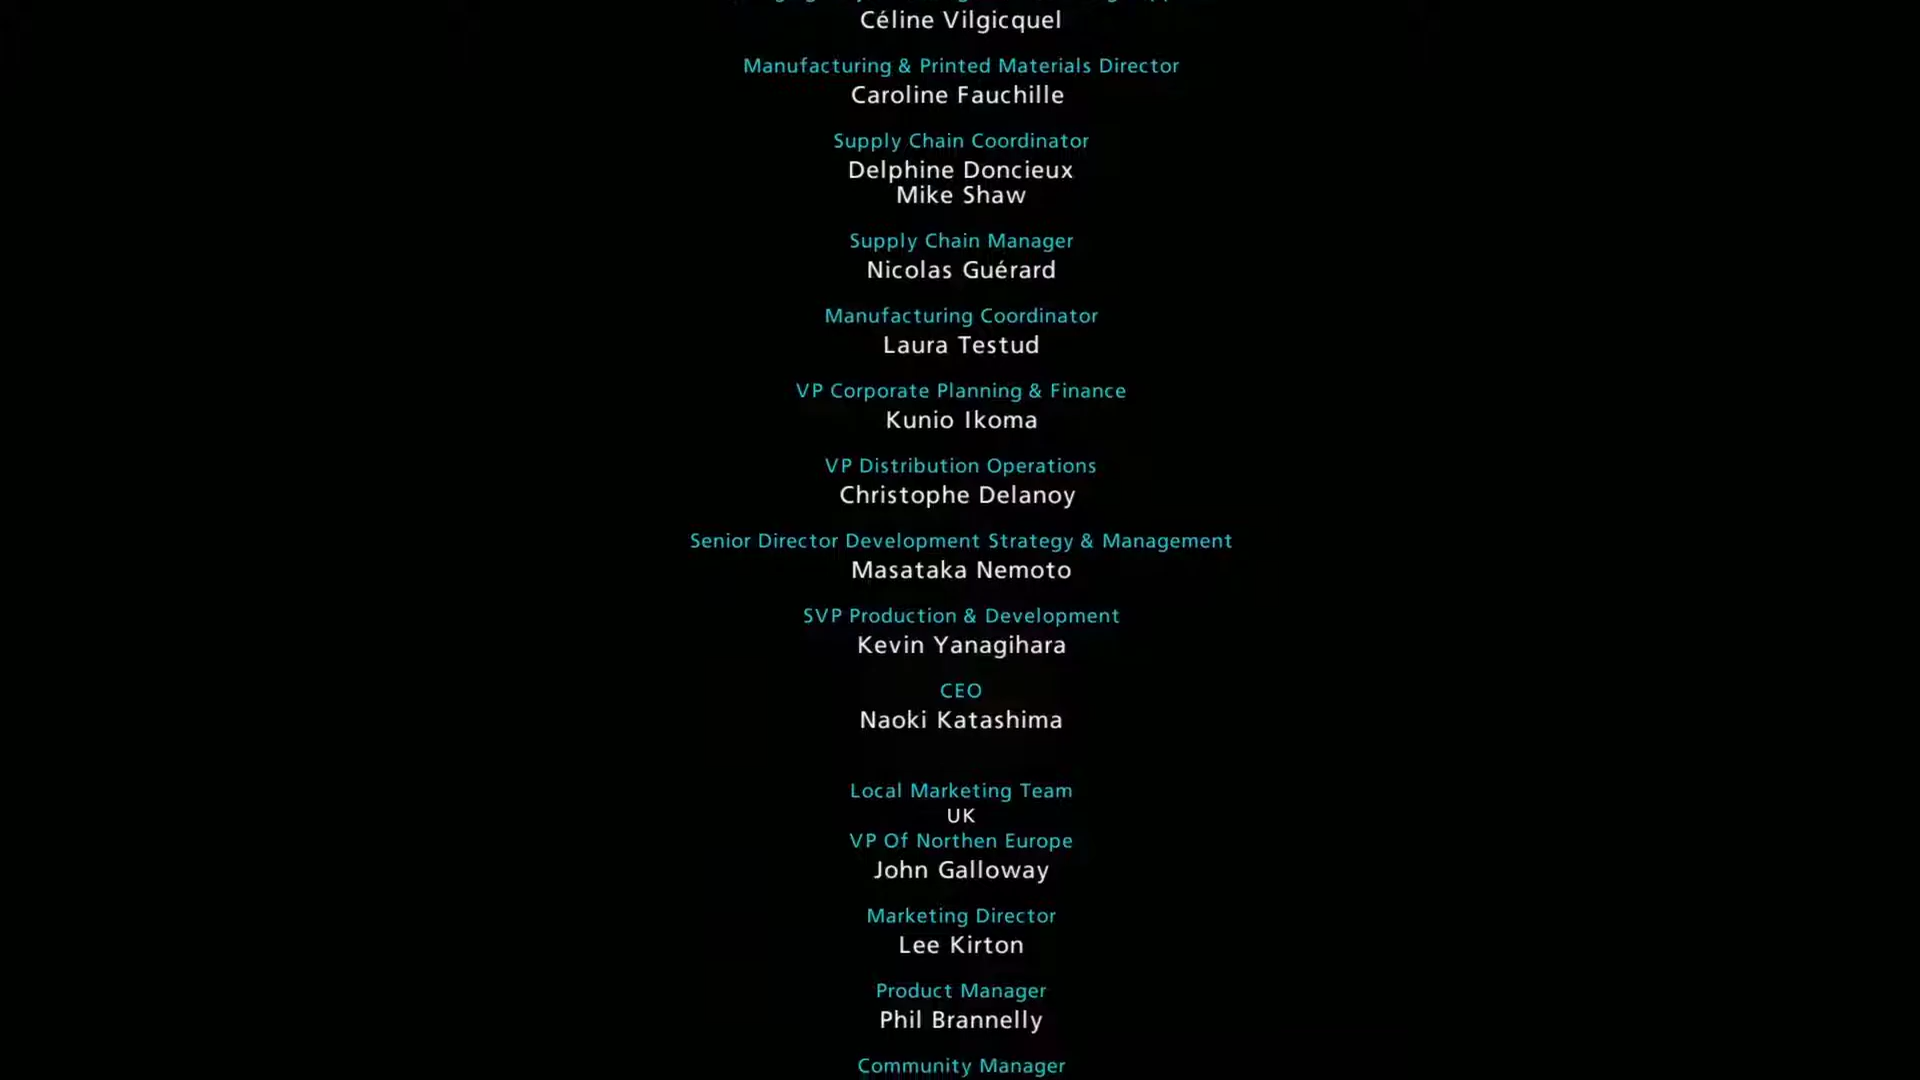 Céline Vilgicquel
Manufacturing & Printed Materials Director
Caroline Fauchille
Supply Chain Coordinator
Delphine Doncieux
Mike Shaw
Supply Chain Manager
Nicolas Guérard
Manufacturing Coordinator
Laura Testud
VP Corporate Planning & Finance
Kunio Ikoma
VP Distribution Operations
Christophe Delanoy
Senior Director Development Strategy & Management
Masataka Nemoto
SVP Production & Development
Kevin Yanagihara
CEO
Naoki Katashima
Local Marketing Team
UK
VP Of Northen Europe
John Galloway
Marketing Director
Lee Kirton
Product Manager
Phil Brannelly
Community Manager